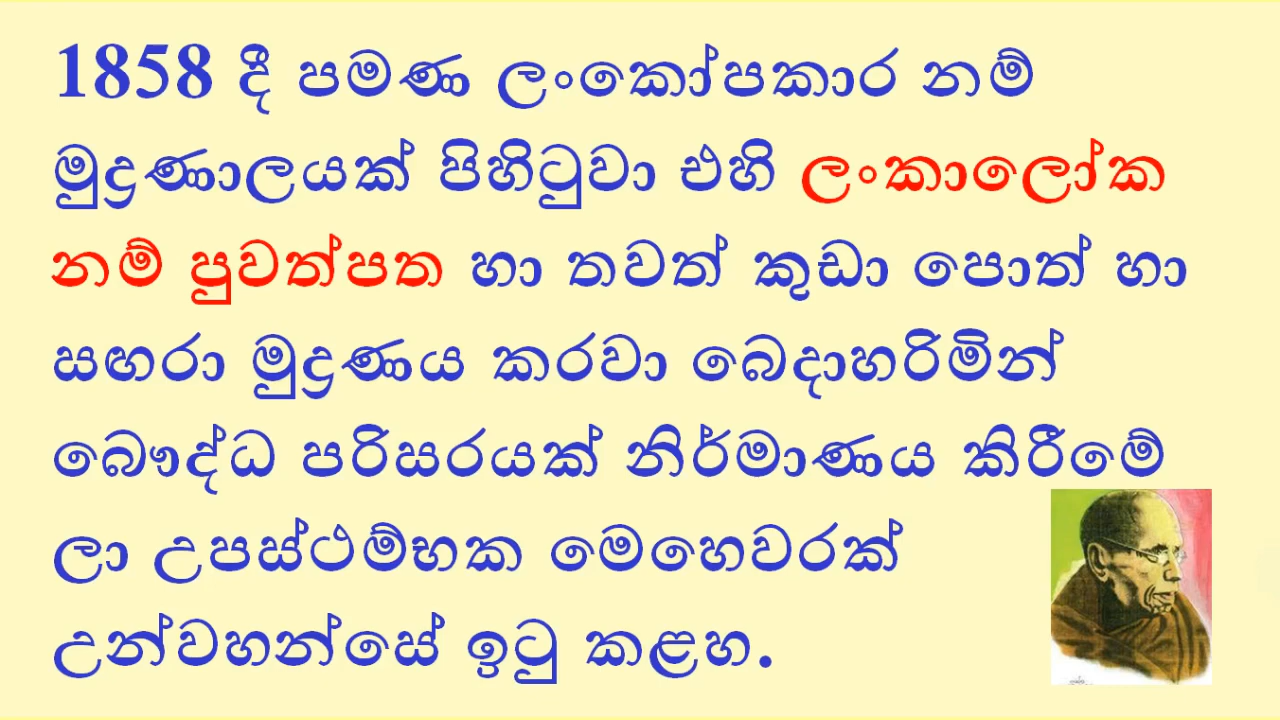 1858 දී පමණ ලංකෝපකාර නම්
මුද්‍රණාලයක් පිහිටුවා එහි ලංකාලෝක
නම් පුවත්පත හා තවත් කුඩා පොත් හා
සඟරා මුද්‍රණය කරවා බෙදාහරිමින්
බෞද්ධ පරිසරයක් නිර්මාණය කිරීමේ
ලා උපස්ථම්භක මෙහෙවරක්
උන්වහන්සේ ඉටු කළහ.